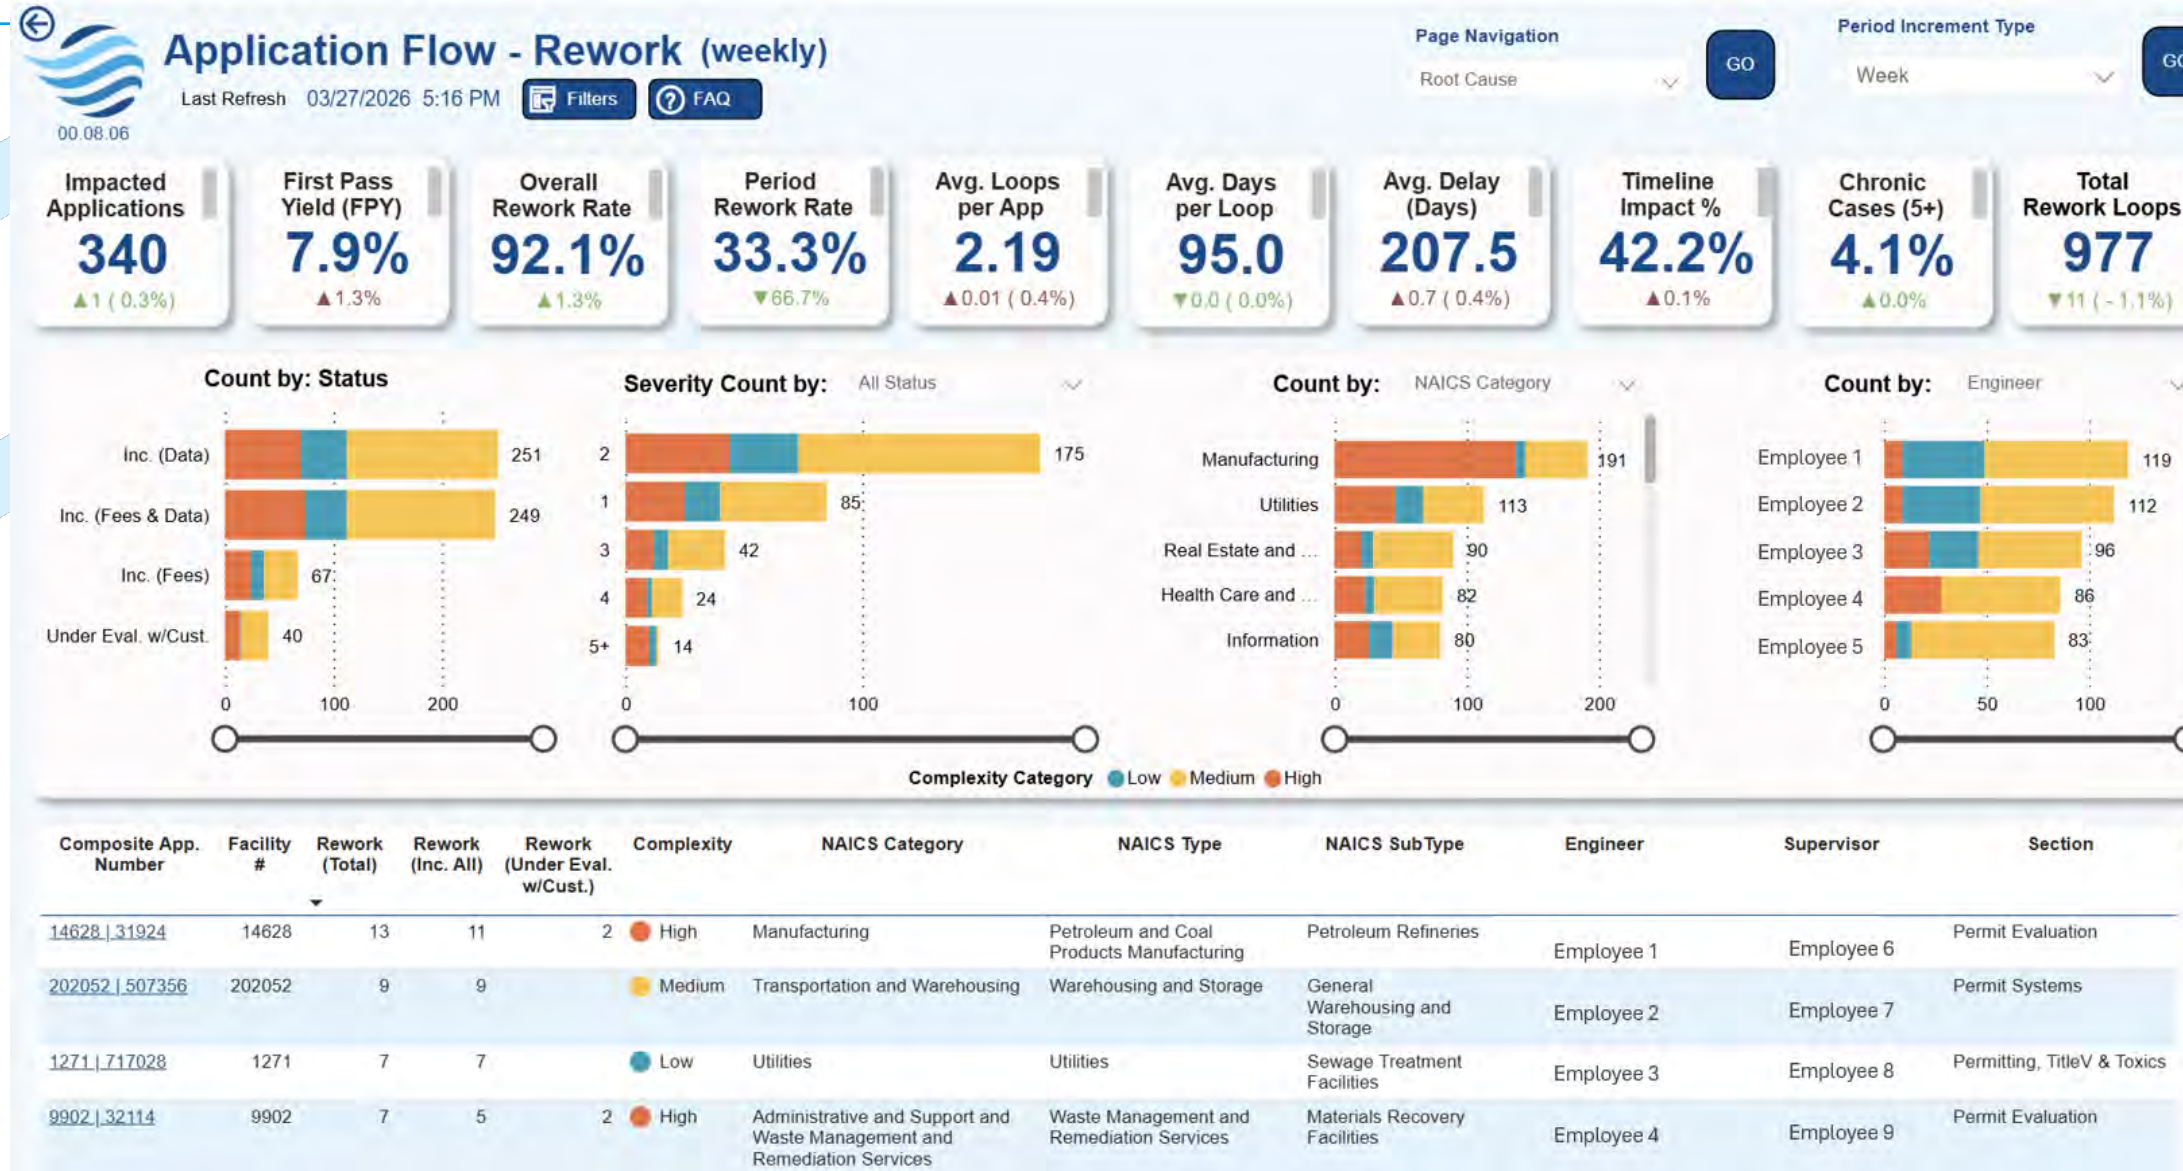 Application Flow - Rework (weekly)
Last Refresh 03/27/2026 5:16 PM Filters FAQ
00.08.06
Page Navigation
Root Cause
GO
Period Increment Type
Week
Impacted
Applications
340
▲1 ( 0.3%)
First Pass
Yield (FPY)
7.9%
▲1.3%
Overall
Rework Rate
92.1%
▲1.3%
Period
Rework Rate
33.3%
▼66.7%
Avg. Loops
per App
2.19
▲0.01 ( 0.4%)
Avg. Days
per Loop
95.0
▼0.0 ( 0.0%)
Avg. Delay
(Days)
207.5
▲0.7 ( 0.4%)
Timeline
Impact %
42.2%
▲0.1%
Chronic
Cases (5+)
4.1%
▲0.0%
Total
Rework Loops
977
▼11 ( - 1.1%)
Count by: Status
Inc. (Data) 251
Inc. (Fees & Data) 249
Inc. (Fees) 67
Under Eval. w/Cust. 40
0 100 200
Severity Count by: All Status
2 175
1 85
3 42
4 24
5+ 14
0 100
Count by: NAICS Category
Manufacturing 191
Utilities 113
Real Estate and ... 90
Health Care and ... 82
Information 80
0 100 200
Count by: Engineer
Employee 1 119
Employee 2 112
Employee 3 96
Employee 4 86
Employee 5 83
0 50 100
Complexity Category Low Medium High
Composite App. Number Facility # Rework (Total) Rework (Inc. All) Rework (Under Eval. w/Cust.) Complexity NAICS Category NAICS Type NAICS SubType Engineer Supervisor Section
14628 | 31924 14628 13 11 2 High Manufacturing Petroleum and Coal Products Manufacturing Petroleum Refineries Employee 1 Employee 6 Permit Evaluation
202052 | 507356 202052 9 9 Medium Transportation and Warehousing Warehousing and Storage General Warehousing and Storage Employee 2 Employee 7 Permit Systems
1271 | 717028 1271 7 7 Low Utilities Utilities Sewage Treatment Facilities Employee 3 Employee 8 Permitting, TitleV & Toxics
9902 | 32114 9902 7 5 2 High Administrative and Support and Waste Management and Remediation Services Waste Management and Remediation Services Materials Recovery Facilities Employee 4 Employee 9 Permit Evaluation